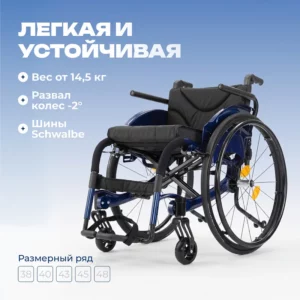 ЛЕГКАЯ И
УСТОЙЧИВАЯ
Вес от 14,5 кг
Развал
колес -2°
Шины
Schwalbe
Размерный ряд
38 40 43 45 48